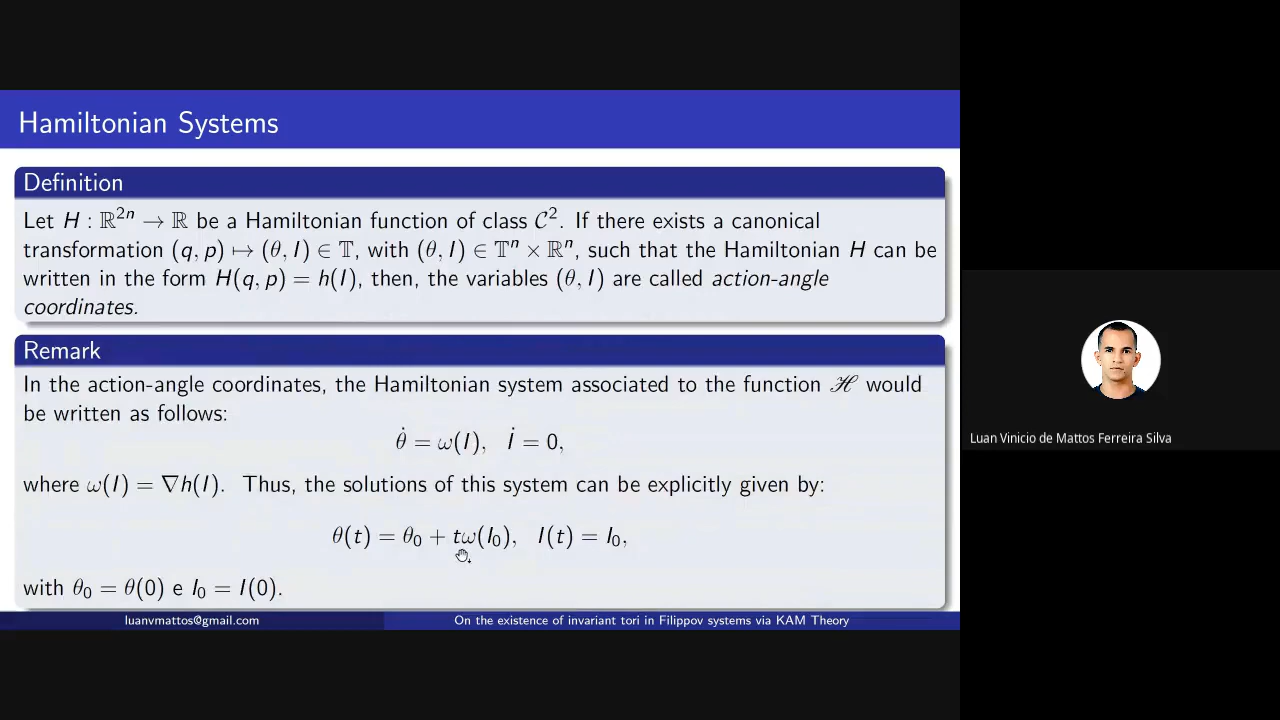 Hamiltonian Systems
Definition
Let H : ℝ²ⁿ → ℝ be a Hamiltonian function of class 𝒞². If there exists a canonical
transformation (q, p) ↦ (θ, I) ∈ 𝕋, with (θ, I) ∈ 𝕋ⁿ × ℝⁿ, such that the Hamiltonian H can be
written in the form H(q, p) = h(I), then, the variables (θ, I) are called action-angle
coordinates.
Remark
In the action-angle coordinates, the Hamiltonian system associated to the function ℋ would
be written as follows:
θ̇ = ω(I), İ = 0,
where ω(I) = ∇h(I). Thus, the solutions of this system can be explicitly given by:
θ(t) = θ₀ + tω(I₀), I(t) = I₀,
with θ₀ = θ(0) e I₀ = I(0).
luanvmattos@gmail.com
On the existence of invariant tori in Filippov systems via KAM Theory
Luan Vinicio de Mattos Ferreira Silva